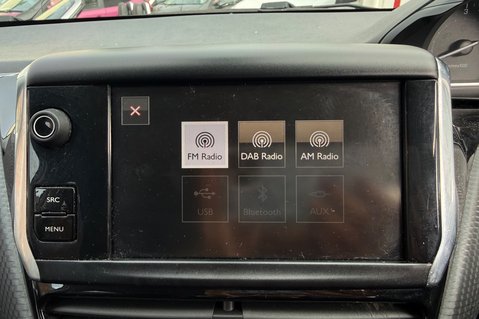 FM Radio
DAB Radio
AM Radio
USB
Bluetooth
AUX
SRC
MENU